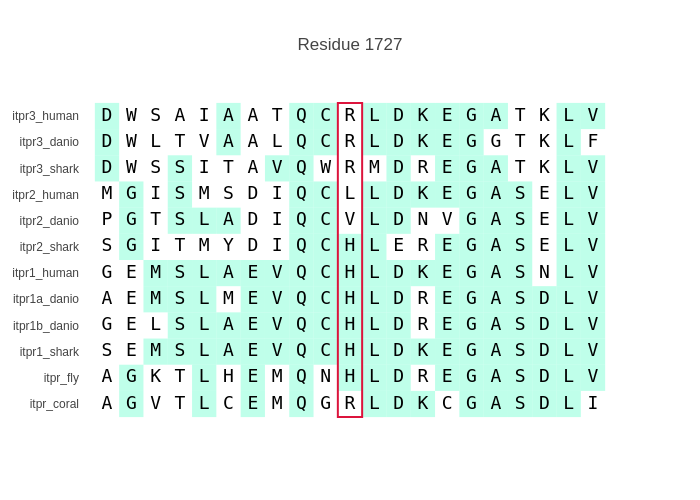 Residue 1727
itpr3_human D W S A I A A T Q C R L D K E G A T K L V
itpr3_danio D W L T V A A L Q C R L D K E G G T K L F
itpr3_shark D W S S I T A V Q W R M D R E G A T K L V
itpr2_human M G I S M S D I Q C L L D K E G A S E L V
itpr2_danio P G T S L A D I Q C V L D N V G A S E L V
itpr2_shark S G I T M Y D I Q C H L E R E G A S E L V
itpr1_human G E M S L A E V Q C H L D K E G A S N L V
itpr1a_danio A E M S L M E V Q C H L D R E G A S D L V
itpr1b_danio G E L S L A E V Q C H L D R E G A S D L V
itpr1_shark S E M S L A E V Q C H L D K E G A S D L V
itpr_fly A G K T L H E M Q N H L D R E G A S D L V
itpr_coral A G V T L C E M Q G R L D K C G A S D L I